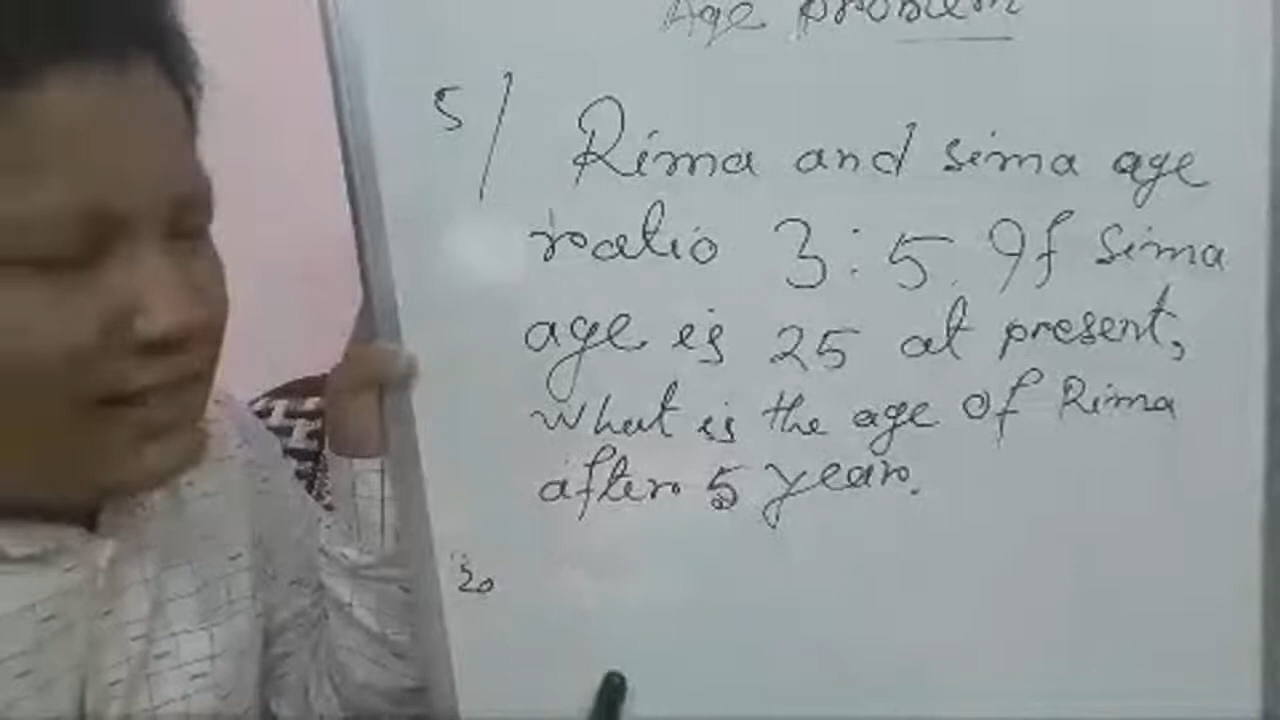 Age problem
5/ Rima and sima age
ratio 3:5. If Sima
age is 25 at present,
What is the age of Rima
after 5 year.
20